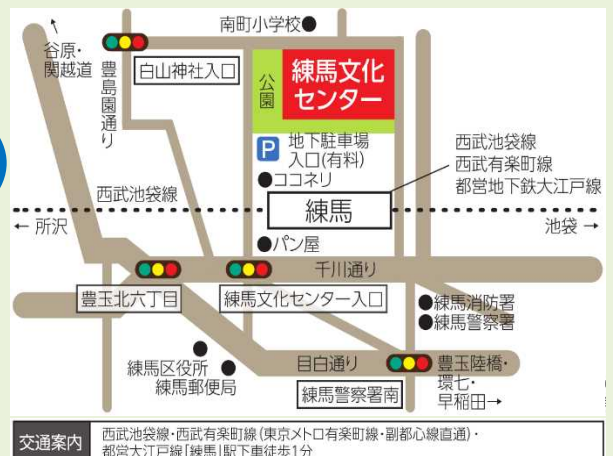 南町小学校●
谷原・
関越道
豊島園通り
白山神社入口
公園
練馬文化
センター
P 地下駐車場
入口(有料)
●ココネリ
西武池袋線
西武有楽町線
都営地下鉄大江戸線
西武池袋線
練馬
← 所沢
池袋 →
●パン屋
千川通り
豊玉北六丁目
練馬文化センター入口
●練馬消防署
●練馬警察署
練馬区役所
練馬郵便局
目白通り
練馬警察署南
豊玉陸橋・
環七・
早稲田→
交通案内
西武池袋線・西武有楽町線(東京メトロ有楽町線・副都心線直通)・
都営大江戸線「練馬」駅下車徒歩1分